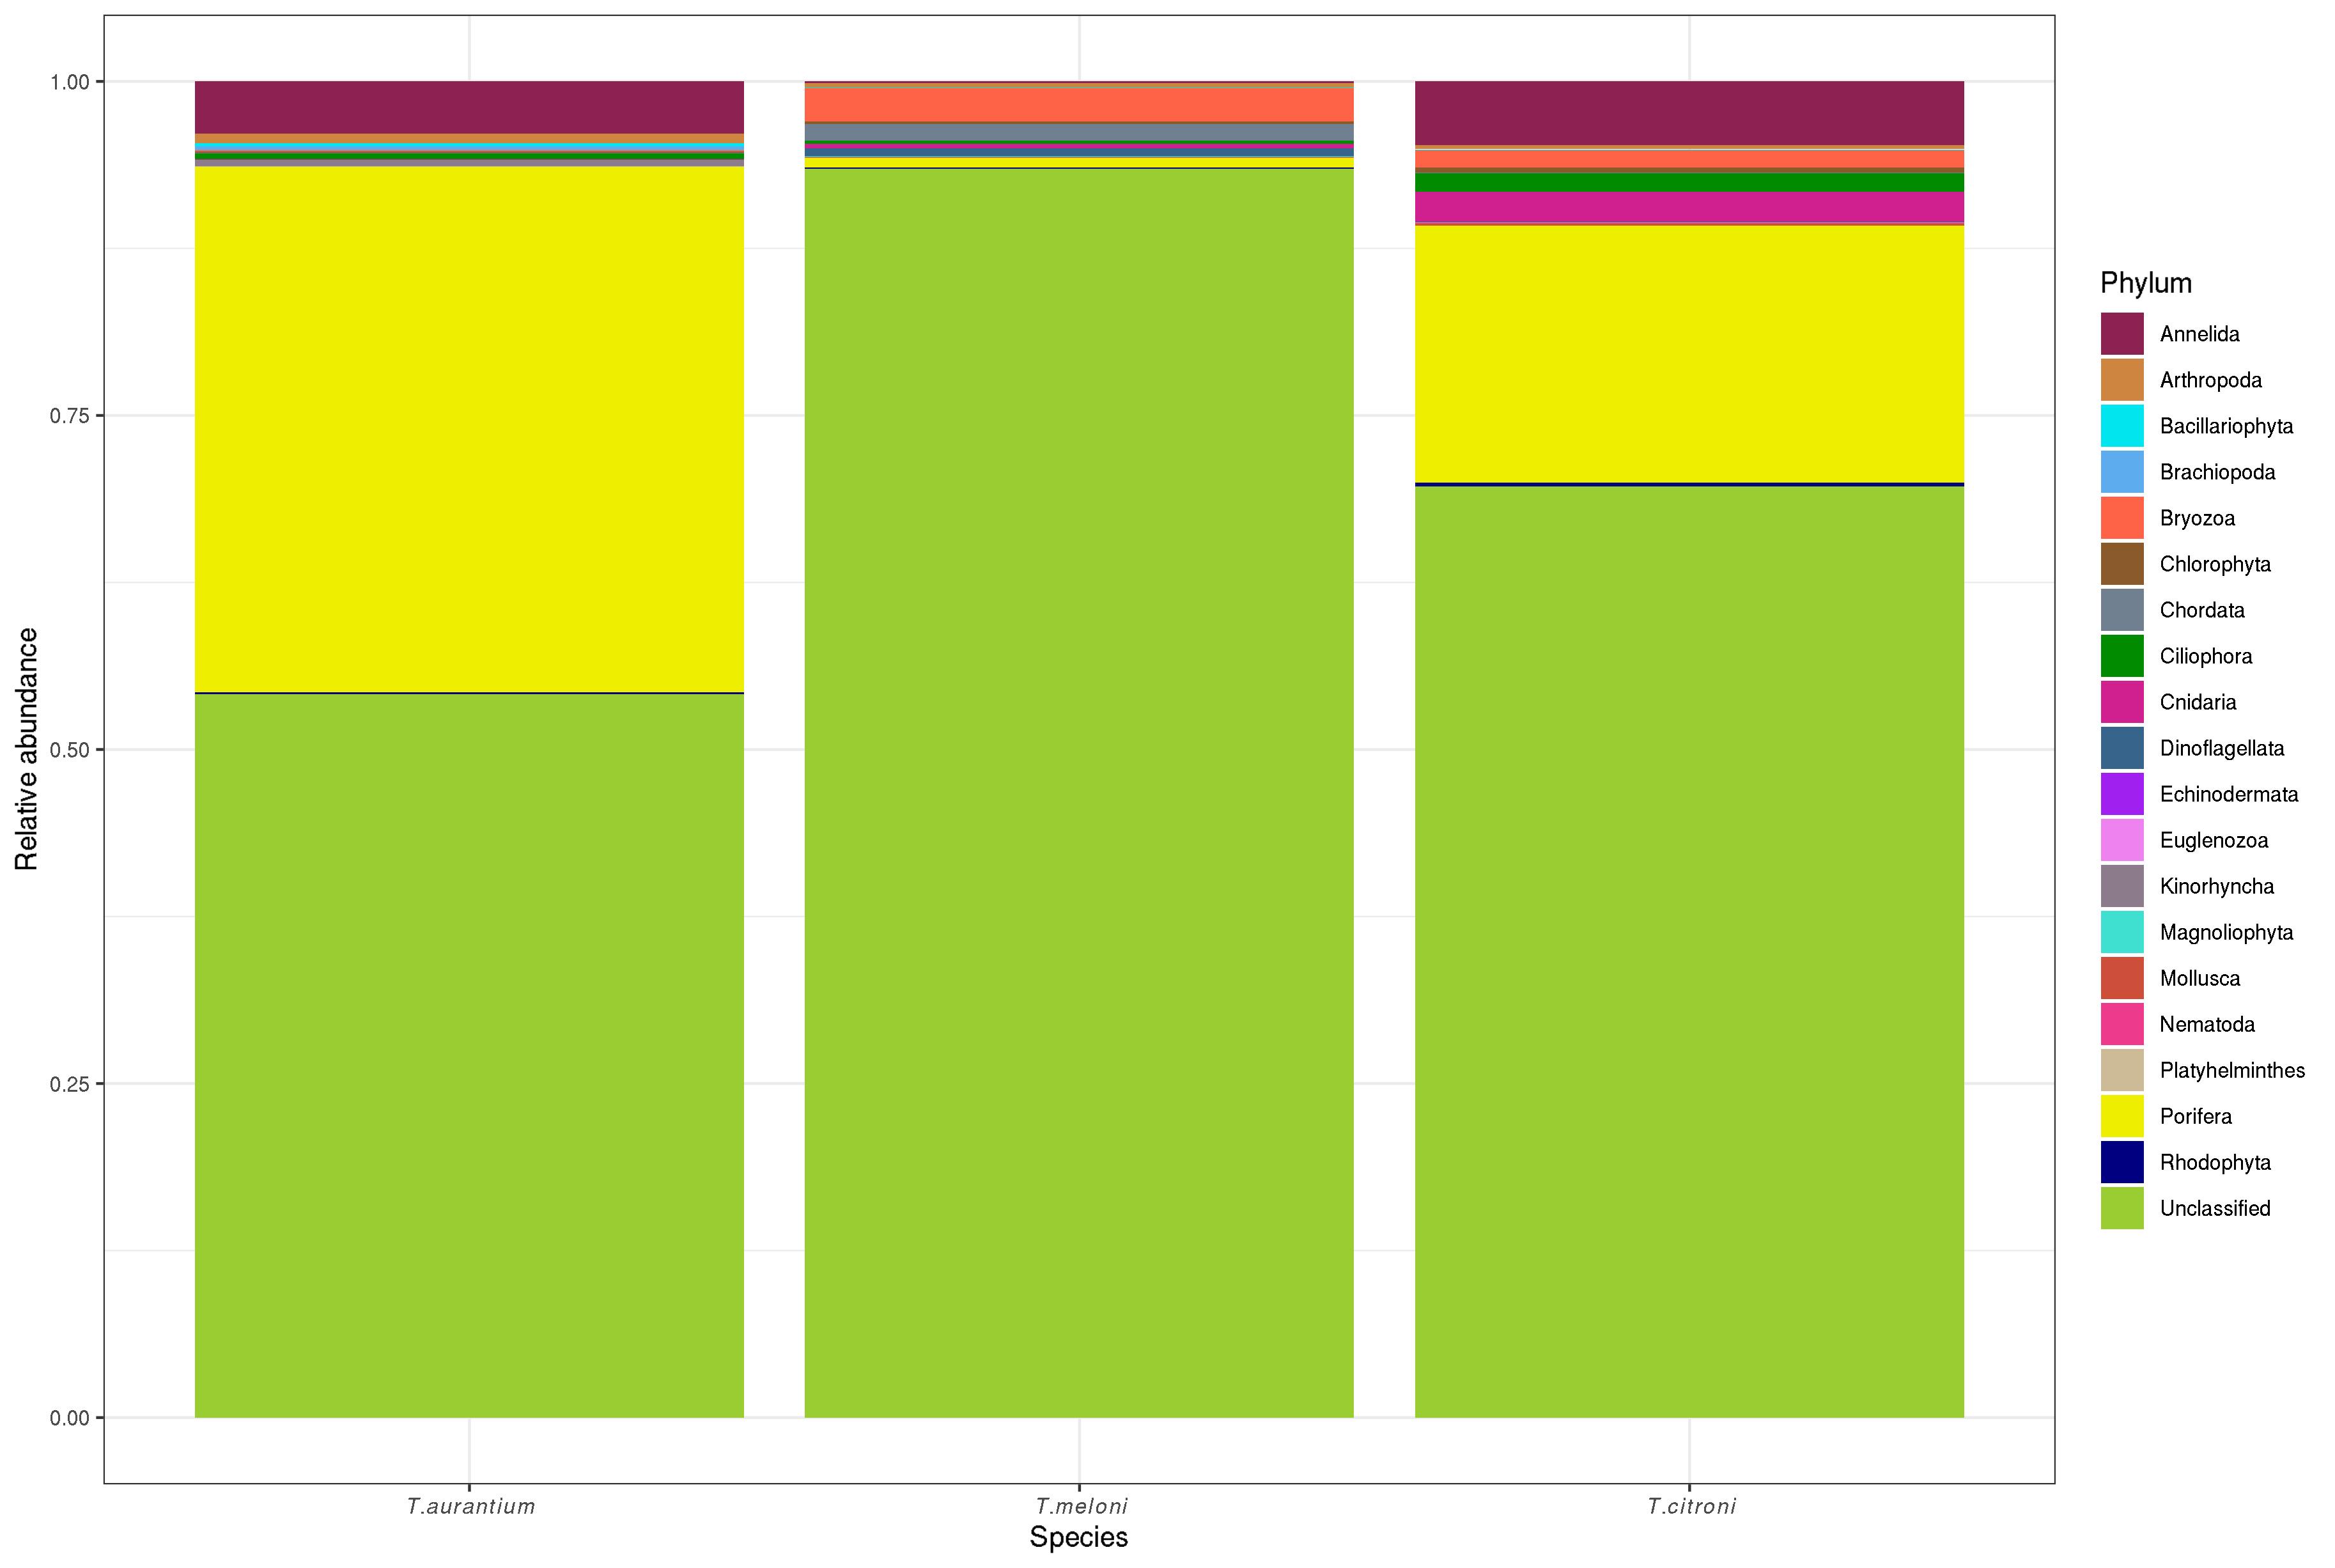 1.00
0.75
0.50
0.25
0.00
Relative abundance
T.aurantium
T.meloni
T.citroni
Species
Phylum
Annelida
Arthropoda
Bacillariophyta
Brachiopoda
Bryozoa
Chlorophyta
Chordata
Ciliophora
Cnidaria
Dinoflagellata
Echinodermata
Euglenozoa
Kinorhyncha
Magnoliophyta
Mollusca
Nematoda
Platyhelminthes
Porifera
Rhodophyta
Unclassified